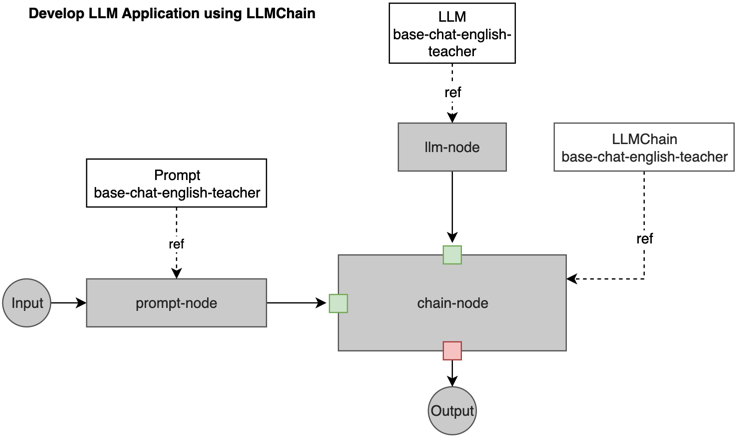 Develop LLM Application using LLMChain
LLM
base-chat-english-
teacher
ref
llm-node
LLMChain
base-chat-english-teacher
ref
Prompt
base-chat-english-teacher
ref
Input
prompt-node
chain-node
Output